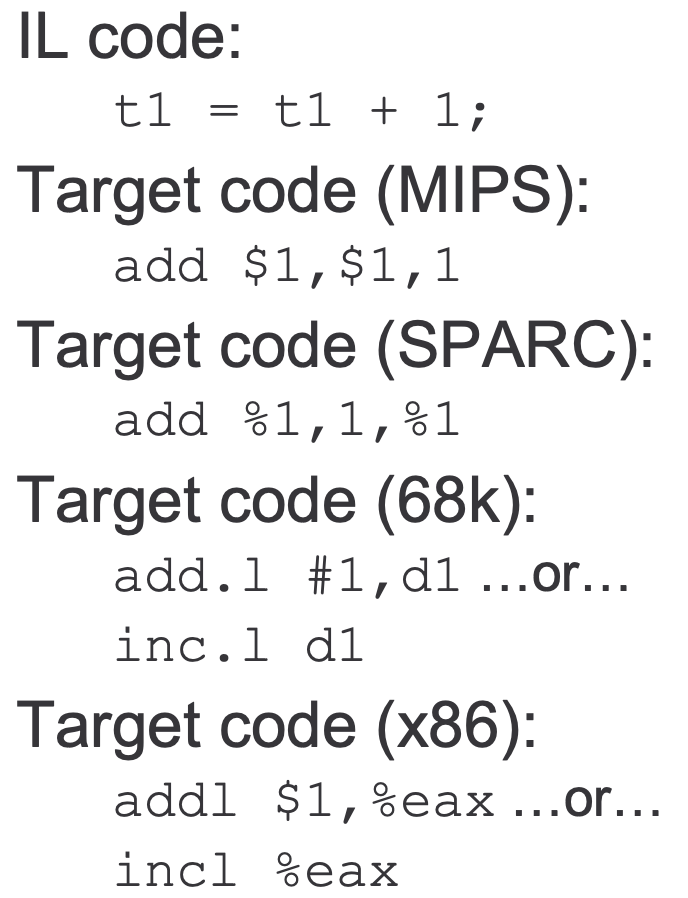 IL code:
t1 = t1 + 1;
Target code (MIPS):
add $1,$1,1
Target code (SPARC):
add %1,1,%1
Target code (68k):
add.l #1,d1 ...or...
inc.l d1
Target code (x86):
addl $1,%eax ...or...
incl %eax